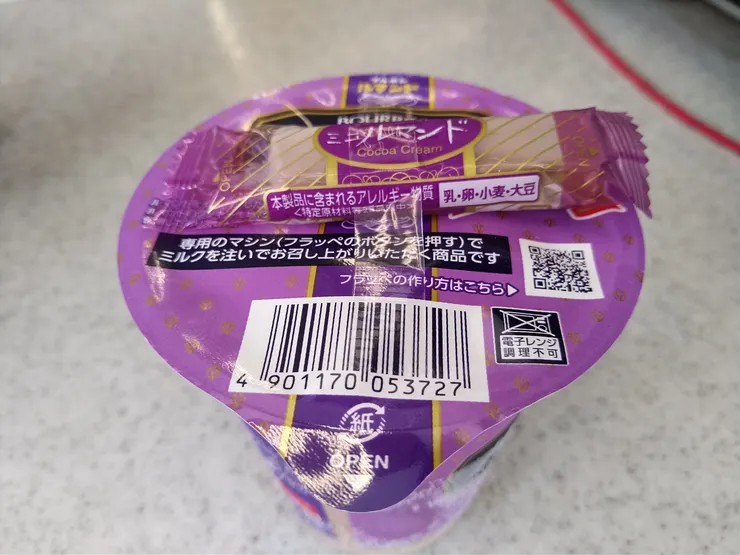 ルマンド
BOURB
ミニルマンド
Cocoa Cream
OPEN
OPEN
本製品に含まれるアレルギー物質
乳・卵・小麦・大豆
専用のマシン(フラッペのボタンを押す)で
ミルクを注いでお召し上がりいただく商品です
フラッペの作り方はこちら▶
電子レンジ
調理不可
4 901170 053727
紙
OPEN